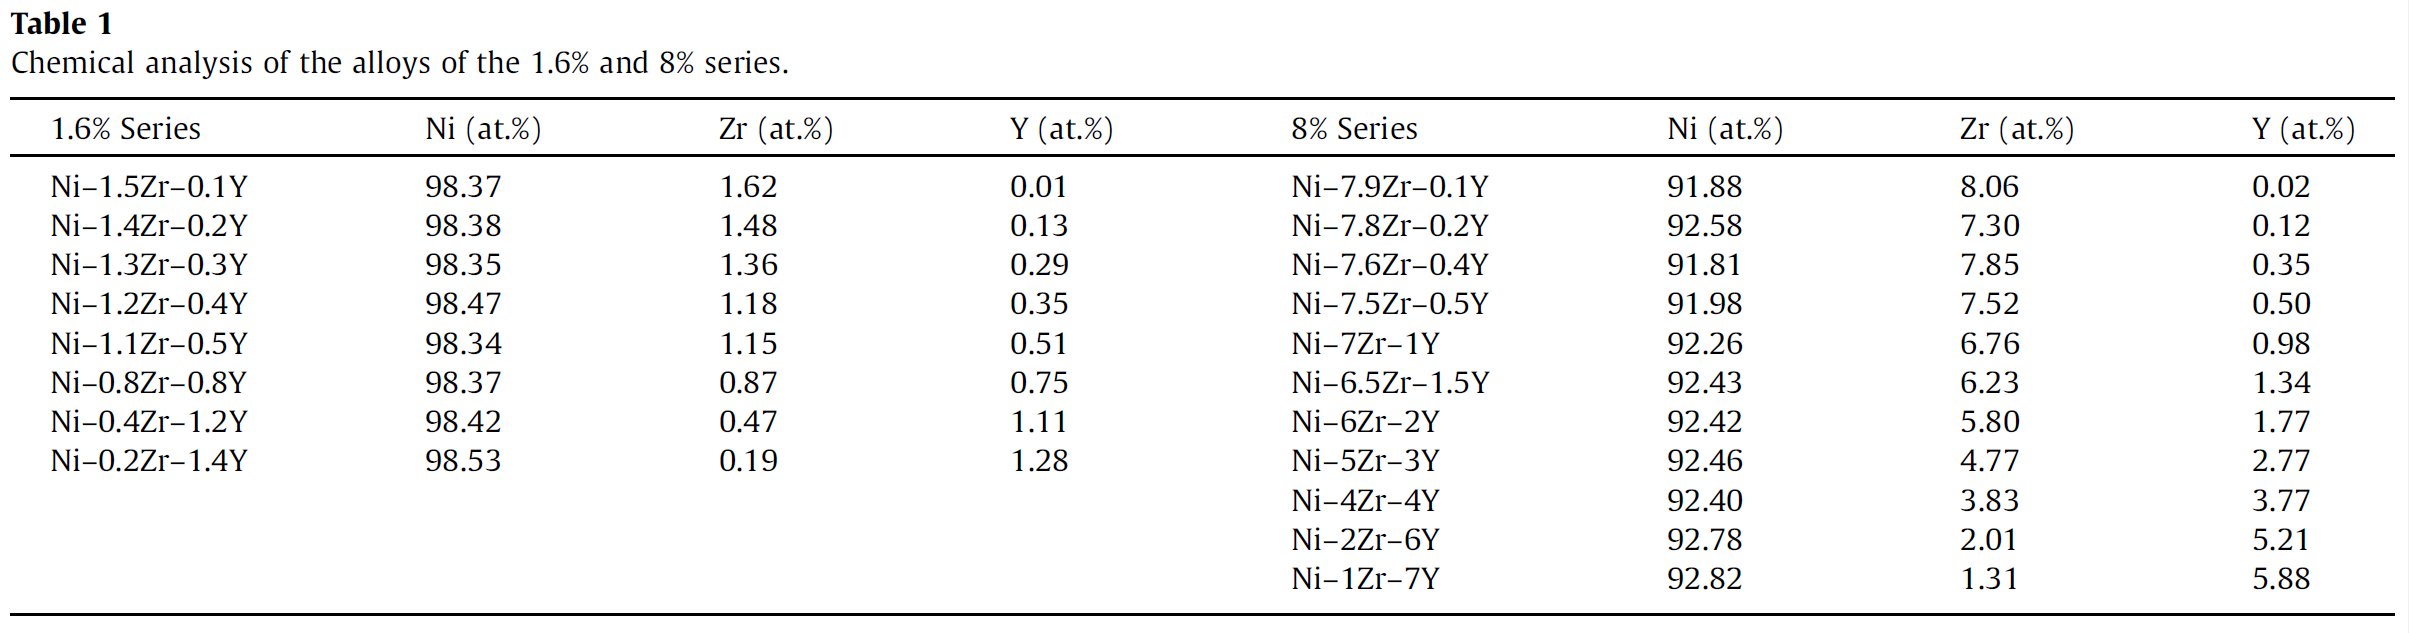 Table 1
Chemical analysis of the alloys of the 1.6% and 8% series.
1.6% Series Ni (at.%) Zr (at.%) Y (at.%) 8% Series Ni (at.%) Zr (at.%) Y (at.%)
Ni–1.5Zr–0.1Y 98.37 1.62 0.01 Ni–7.9Zr–0.1Y 91.88 8.06 0.02
Ni–1.4Zr–0.2Y 98.38 1.48 0.13 Ni–7.8Zr–0.2Y 92.58 7.30 0.12
Ni–1.3Zr–0.3Y 98.35 1.36 0.29 Ni–7.6Zr–0.4Y 91.81 7.85 0.35
Ni–1.2Zr–0.4Y 98.47 1.18 0.35 Ni–7.5Zr–0.5Y 91.98 7.52 0.50
Ni–1.1Zr–0.5Y 98.34 1.15 0.51 Ni–7Zr–1Y 92.26 6.76 0.98
Ni–0.8Zr–0.8Y 98.37 0.87 0.75 Ni–6.5Zr–1.5Y 92.43 6.23 1.34
Ni–0.4Zr–1.2Y 98.42 0.47 1.11 Ni–6Zr–2Y 92.42 5.80 1.77
Ni–0.2Zr–1.4Y 98.53 0.19 1.28 Ni–5Zr–3Y 92.46 4.77 2.77
Ni–4Zr–4Y 92.40 3.83 3.77
Ni–2Zr–6Y 92.78 2.01 5.21
Ni–1Zr–7Y 92.82 1.31 5.88